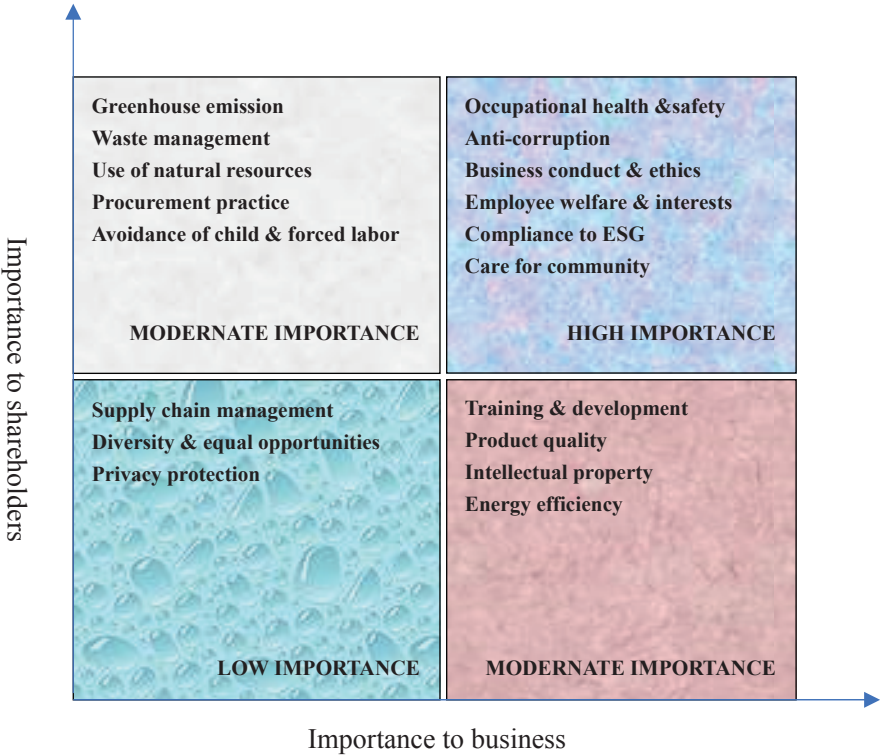 Greenhouse emission
Waste management
Use of natural resources
Procurement practice
Avoidance of child & forced labor
MODERNATE IMPORTANCE
Occupational health &safety
Anti-corruption
Business conduct & ethics
Employee welfare & interests
Compliance to ESG
Care for community
HIGH IMPORTANCE
Importance to shareholders
Supply chain management
Diversity & equal opportunities
Privacy protection
LOW IMPORTANCE
Training & development
Product quality
Intellectual property
Energy efficiency
MODERNATE IMPORTANCE
Importance to business